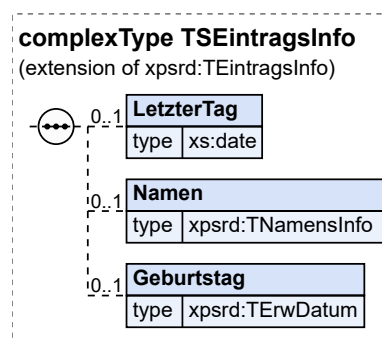 complexType TSEintragsInfo
(extension of xpsrd:TEintragsInfo)
0..1 LetzterTag
type xs:date
0..1 Namen
type xpsrd:TNamensInfo
0..1 Geburtstag
type xpsrd:TErwDatum